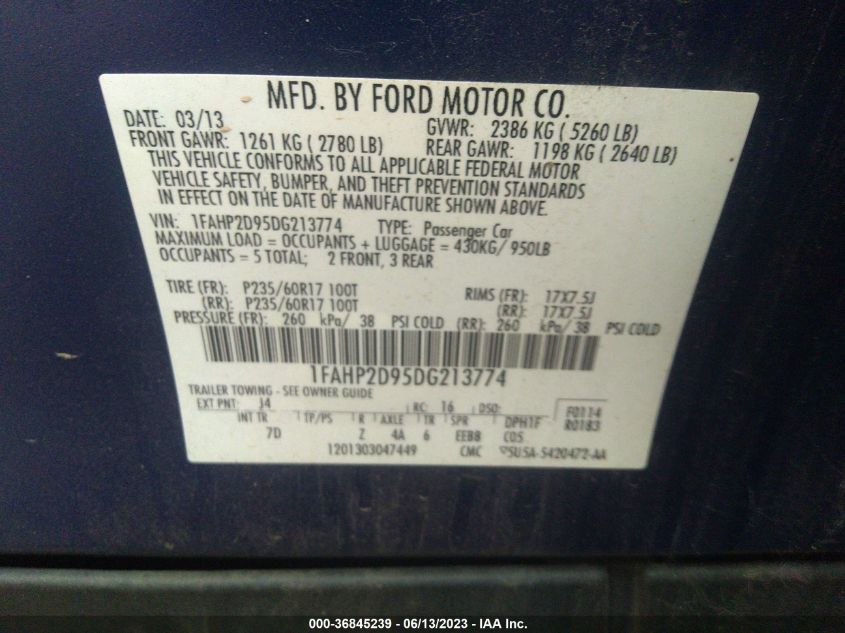 MFD. BY FORD MOTOR CO.
DATE: 03/13 GVWR: 2386 KG ( 5260 LB)
FRONT GAWR: 1261 KG ( 2780 LB) REAR GAWR: 1198 KG ( 2640 LB)
THIS VEHICLE CONFORMS TO ALL APPLICABLE FEDERAL MOTOR
VEHICLE SAFETY, BUMPER, AND THEFT PREVENTION STANDARDS
IN EFFECT ON THE DATE OF MANUFACTURE SHOWN ABOVE.
VIN: 1FAHP2D95DG213774 TYPE: Passenger Car
MAXIMUM LOAD = OCCUPANTS + LUGGAGE = 430KG/ 950LB
OCCUPANTS = 5 TOTAL; 2 FRONT, 3 REAR
TIRE (FR): P235/60R17 100T RIMS (FR): 17X7.5J
(RR): P235/60R17 100T (RR): 17X7.5J
PRESSURE (FR): 260 kPa/ 38 PSI COLD (RR): 260 kPa/ 38 PSI COLD
1FAHP2D95DG213774
TRAILER TOWING - SEE OWNER GUIDE
EXT PNT: J4 RC: 16 DSO: F0114
INT TR TP/PS R AXLE TR SPR DPH1F R0183
7D Z 4A 6 EEBB COS
1201303047449 CMC 5U5A-5420472-AA
000-36845239 - 06/13/2023 - IAA Inc.